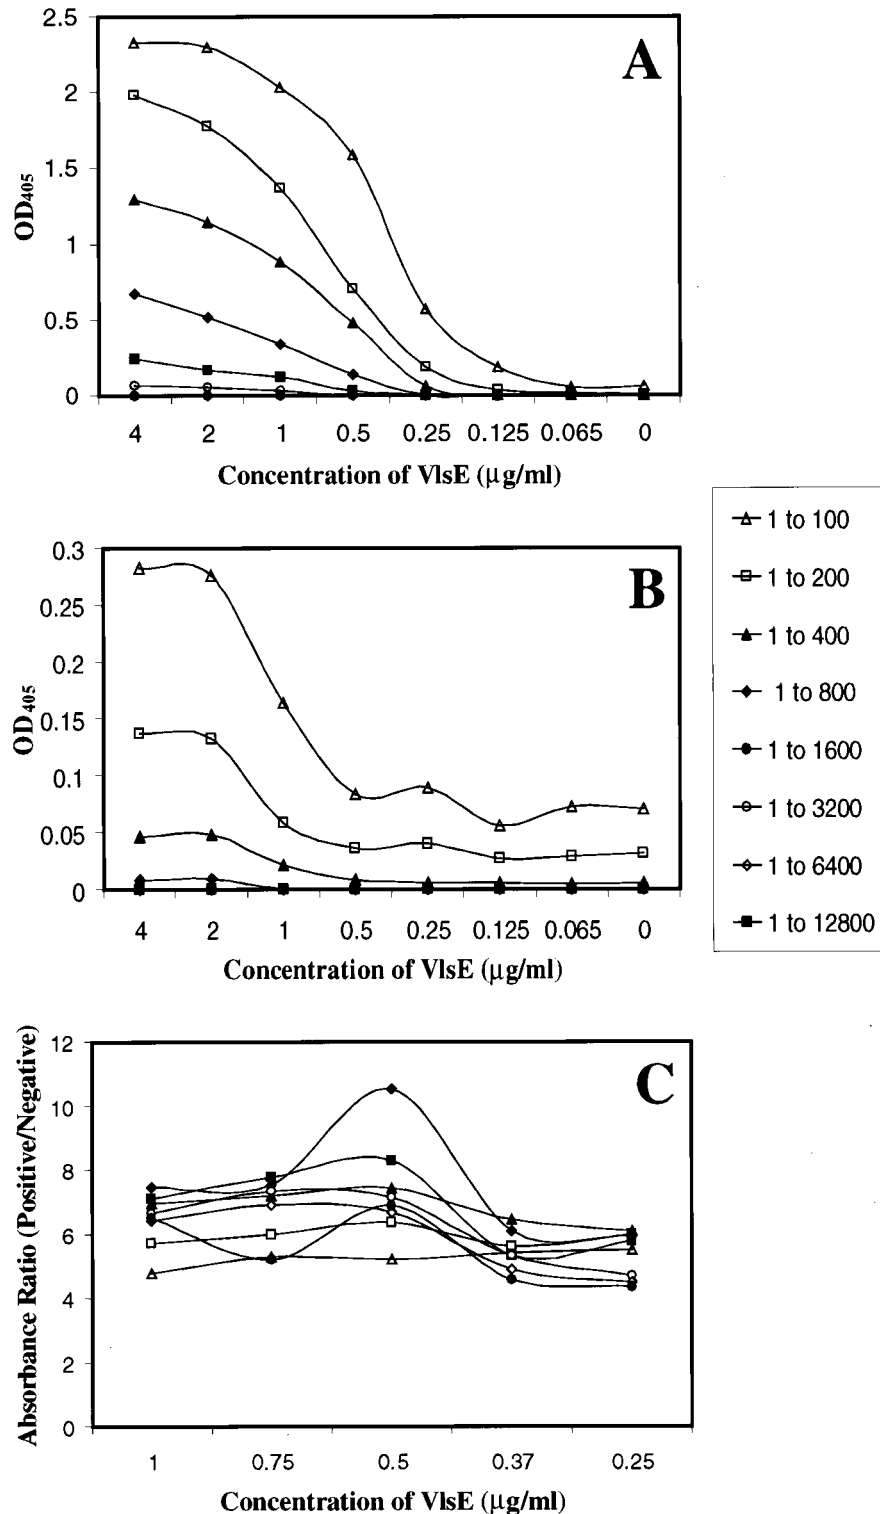 A
2.5
2
1.5
1
0.5
0
OD405
4 2 1 0.5 0.25 0.125 0.065 0
Concentration of VlsE (μg/ml)
B
0.3
0.25
0.2
0.15
0.1
0.05
0
OD405
4 2 1 0.5 0.25 0.125 0.065 0
Concentration of VlsE (μg/ml)
1 to 100
1 to 200
1 to 400
1 to 800
1 to 1600
1 to 3200
1 to 6400
1 to 12800
C
12
10
8
6
4
2
0
Absorbance Ratio (Positive/Negative)
1 0.75 0.5 0.37 0.25
Concentration of VlsE (μg/ml)